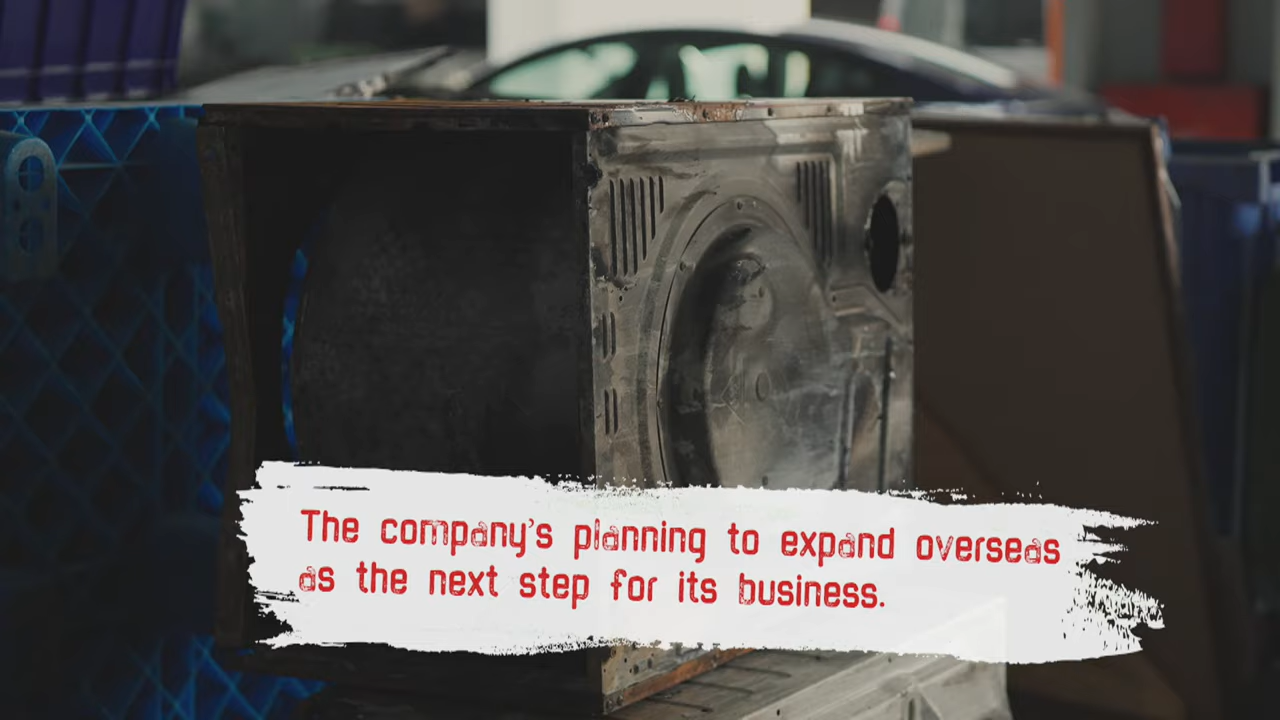 The company's planning to expand overseas
as the next step for its business.